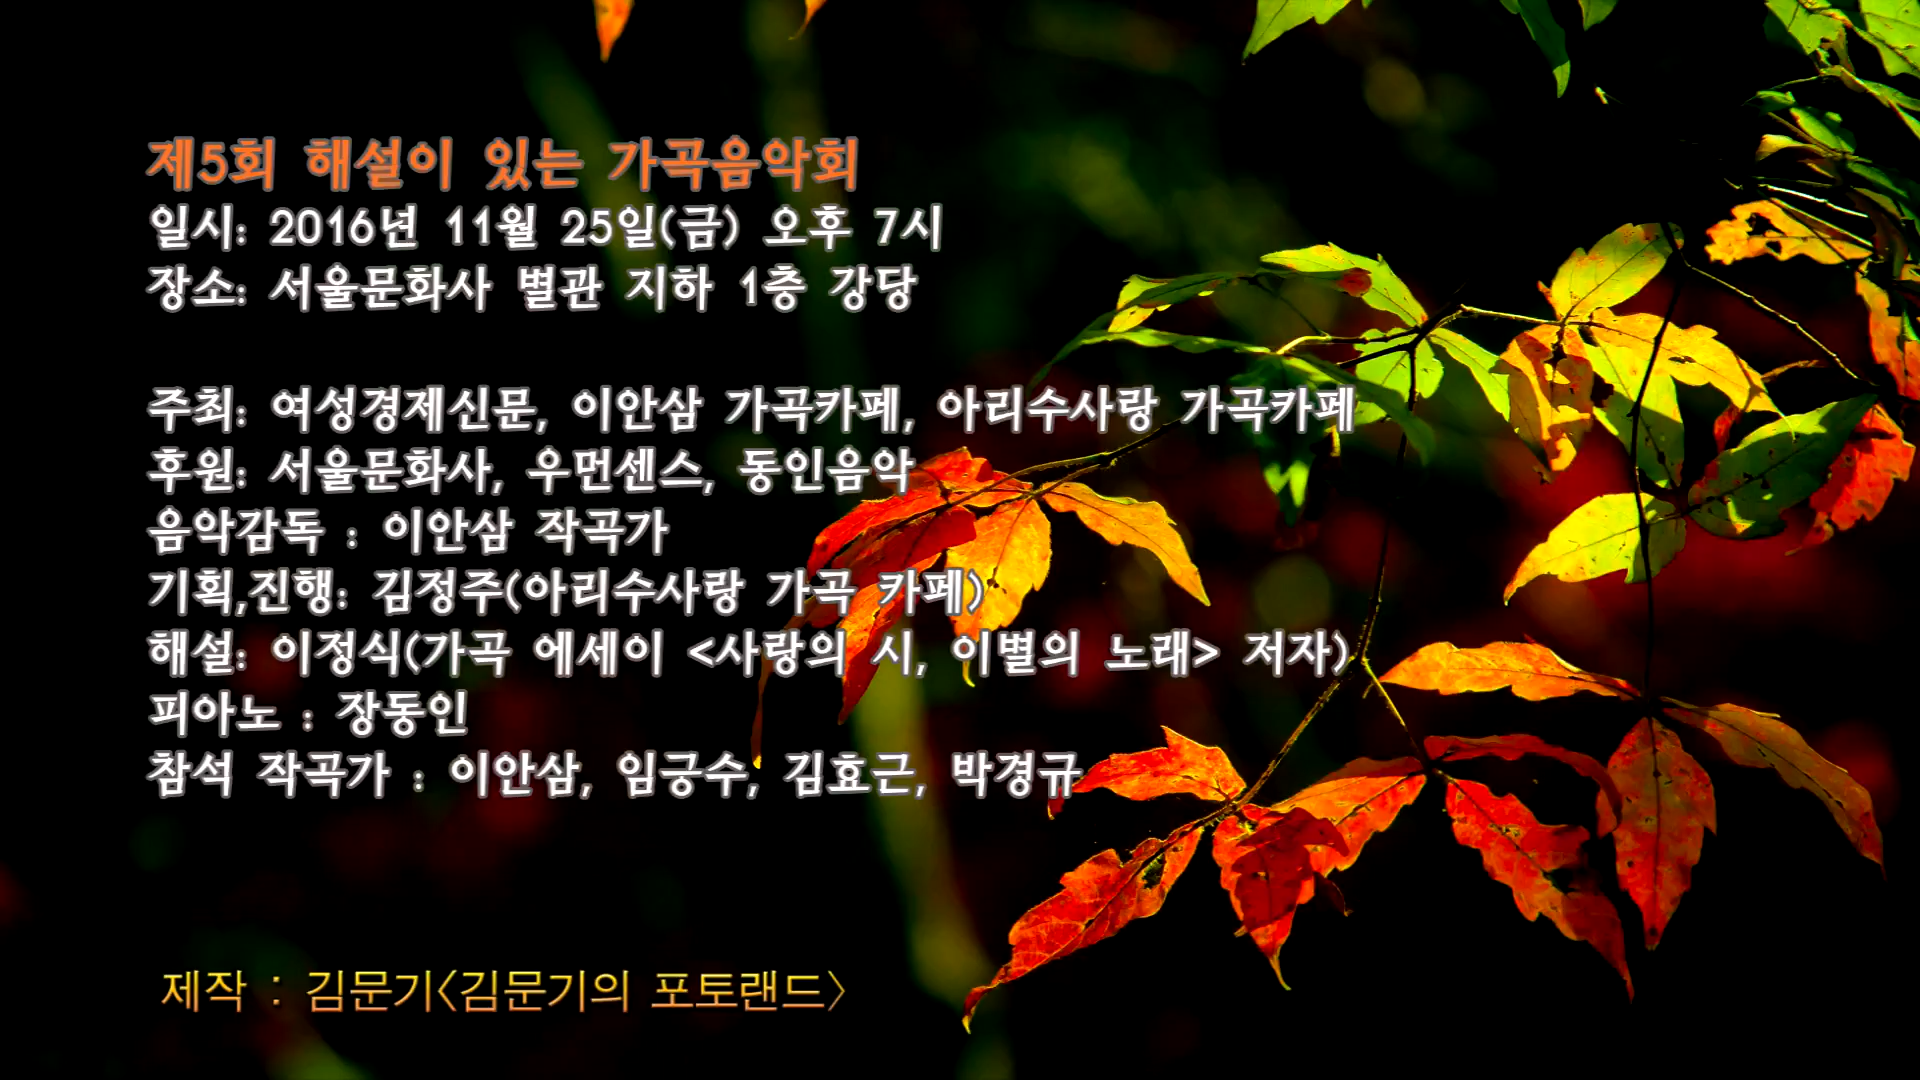 제5회 해설이 있는 가곡음악회
일시: 2016년 11월 25일(금) 오후 7시
장소: 서울문화사 별관 지하 1층 강당
주최: 여성경제신문, 이안삼 가곡카페, 아리수사랑 가곡카페
후원: 서울문화사, 우먼센스, 동인음악
음악감독 : 이안삼 작곡가
기획,진행: 김정주(아리수사랑 가곡 카페)
해설: 이정식(가곡 에세이 <사랑의 시, 이별의 노래> 저자)
피아노 : 장동인
참석 작곡가 : 이안삼, 임긍수, 김효근, 박경규
제작 : 김문기<김문기의 포토랜드>